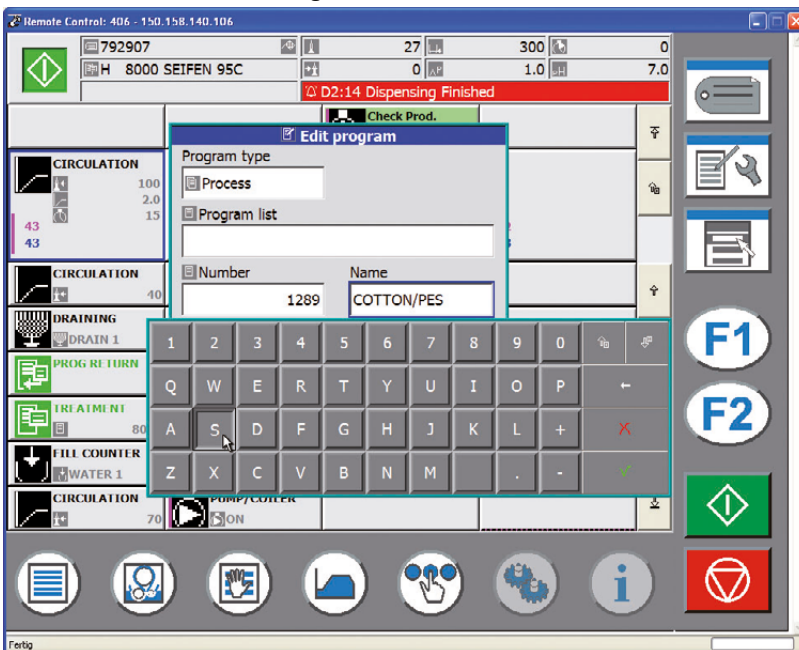 Remote Control: 406 - 150.158.140.106
792907 27 300 0
H 8000 SEIFEN 95C 0 1.0 7.0
D2:14 Dispensing Finished
Check Prod.
Edit program
Program type
Process
Program list
Number Name
1289 COTTON/PES
CIRCULATION
100
2.0
15
43
43
CIRCULATION
40
DRAINING
DRAIN 1
PROG RETURN
TREATMENT
80
FILL COUNTER
WATER 1
CIRCULATION PUMP/COILER
70 ON
1 2 3 4 5 6 7 8 9 0
Q W E R T Y U I O P
A S D F G H J K L +
Z X C V B N M . -
F1
F2
i
Fertig